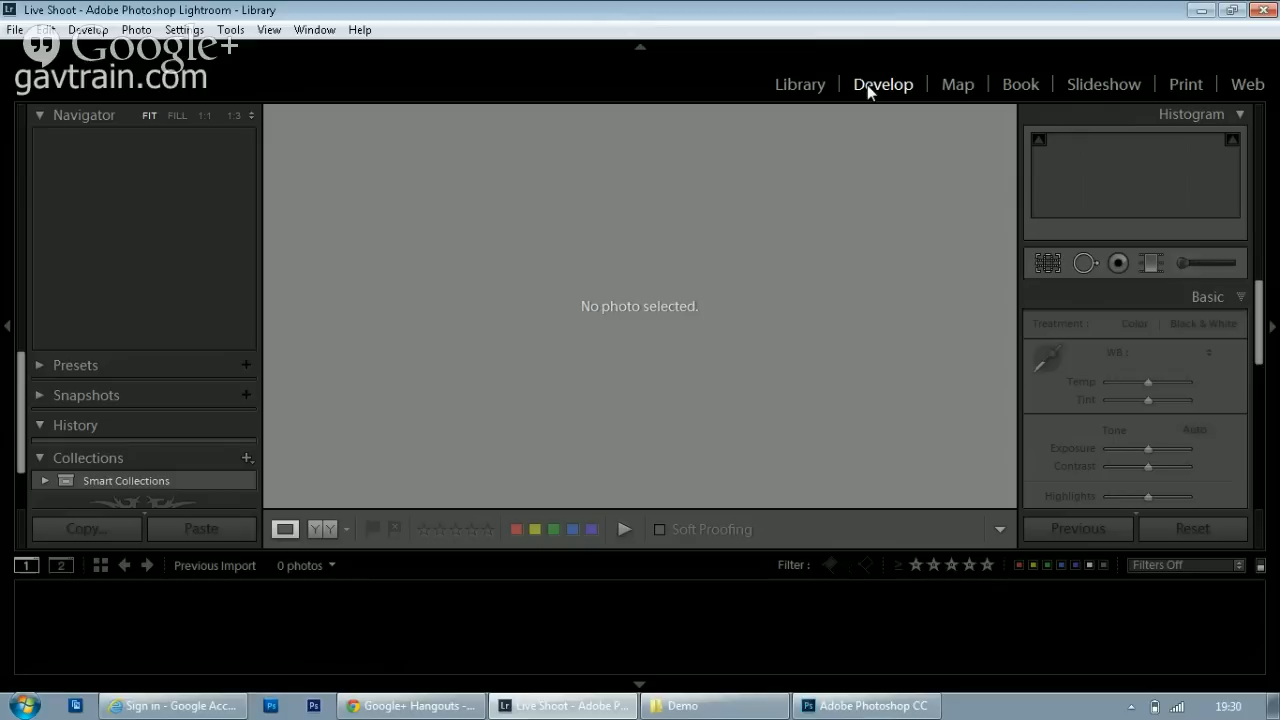 Live Shoot - Adobe Photoshop Lightroom - Library
File Edit Develop Photo Settings Tools View Window Help
Google+
gavtrain.com
Library Develop Map Book Slideshow Print Web
Navigator FIT FILL 1:1 1:3
Histogram
Basic
Treatment : Color Black & White
WB :
Temp
Tint
Tone Auto
Exposure
Contrast
Highlights
No photo selected.
Presets
Snapshots
History
Collections
Smart Collections
Copy... Paste
YY
Soft Proofing
Previous Reset
1 2 Previous Import 0 photos
Filter : Filters Off
Sign in - Google Acc...
Google+ Hangouts -...
Live Shoot - Adobe P...
Demo
Adobe Photoshop CC
19:30